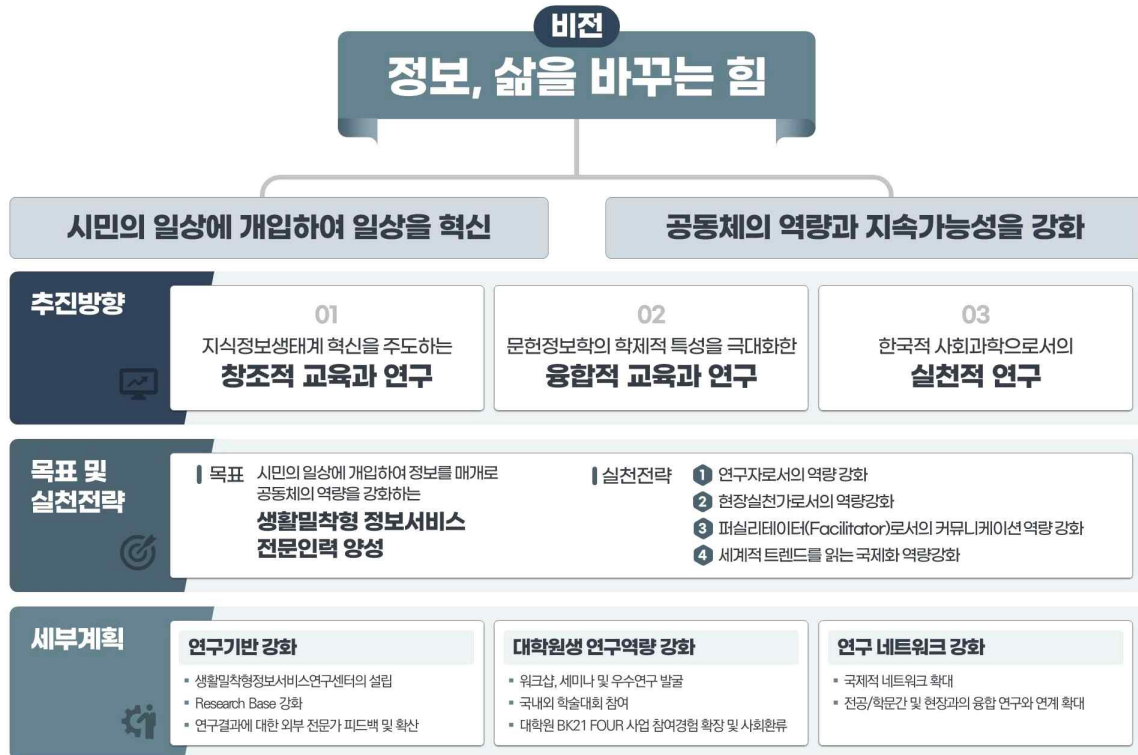 비전
정보, 삶을 바꾸는 힘
시민의 일상에 개입하여 일상을 혁신
공동체의 역량과 지속가능성을 강화
추진방향
01
지식정보생태계 혁신을 주도하는
창조적 교육과 연구
02
문헌정보학의 학제적 특성을 극대화한
융합적 교육과 연구
03
한국적 사회과학으로서의
실천적 연구
목표 및
실천전략
목표
시민의 일상에 개입하여 정보를 매개로
공동체의 역량을 강화하는
생활밀착형 정보서비스
전문인력 양성
실천전략
1 연구자로서의 역량 강화
2 현장실천가로서의 역량강화
3 퍼실리테이터(Facilitator)로서의 커뮤니케이션 역량 강화
4 세계적 트렌드를 읽는 국제화 역량강화
세부계획
연구기반 강화
▪ 생활밀착형정보서비스연구센터의 설립
▪ Research Base 강화
▪ 연구결과에 대한 외부 전문가 피드백 및 확산
대학원생 연구역량 강화
▪ 워크샵, 세미나 및 우수연구 발굴
▪ 국내외 학술대회 참여
▪ 대학원 BK21 FOUR 사업 참여경험 확장 및 사회환류
연구 네트워크 강화
▪ 국제적 네트워크 확대
▪ 전공/학문간 및 현장과의 융합 연구와 연계 확대